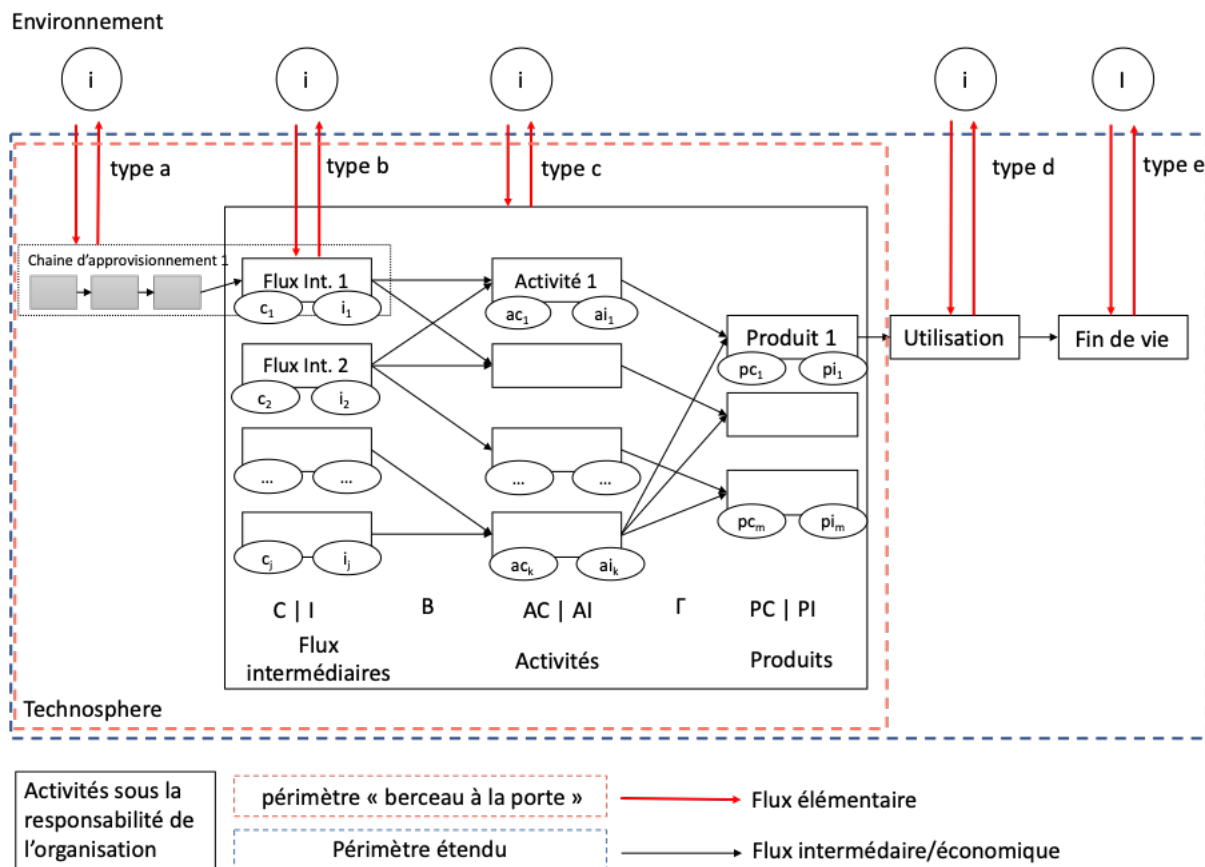 Environnement
i
i
i
i
I
type a
type b
type c
type d
type e
Chaine d'approvisionnement 1
Flux Int. 1
c₁
i₁
Flux Int. 2
c₂
i₂
...
...
cⱼ
iⱼ
Activité 1
ac₁
ai₁
...
...
acₖ
aiₖ
Produit 1
pc₁
pi₁
pcₘ
piₘ
Utilisation
Fin de vie
C | I
B
AC | AI
Γ
PC | PI
Flux
intermédiaires
Activités
Produits
Technosphere
Activités sous la
responsabilité de
l'organisation
périmètre « berceau à la porte »
Périmètre étendu
Flux élémentaire
Flux intermédaire/économique